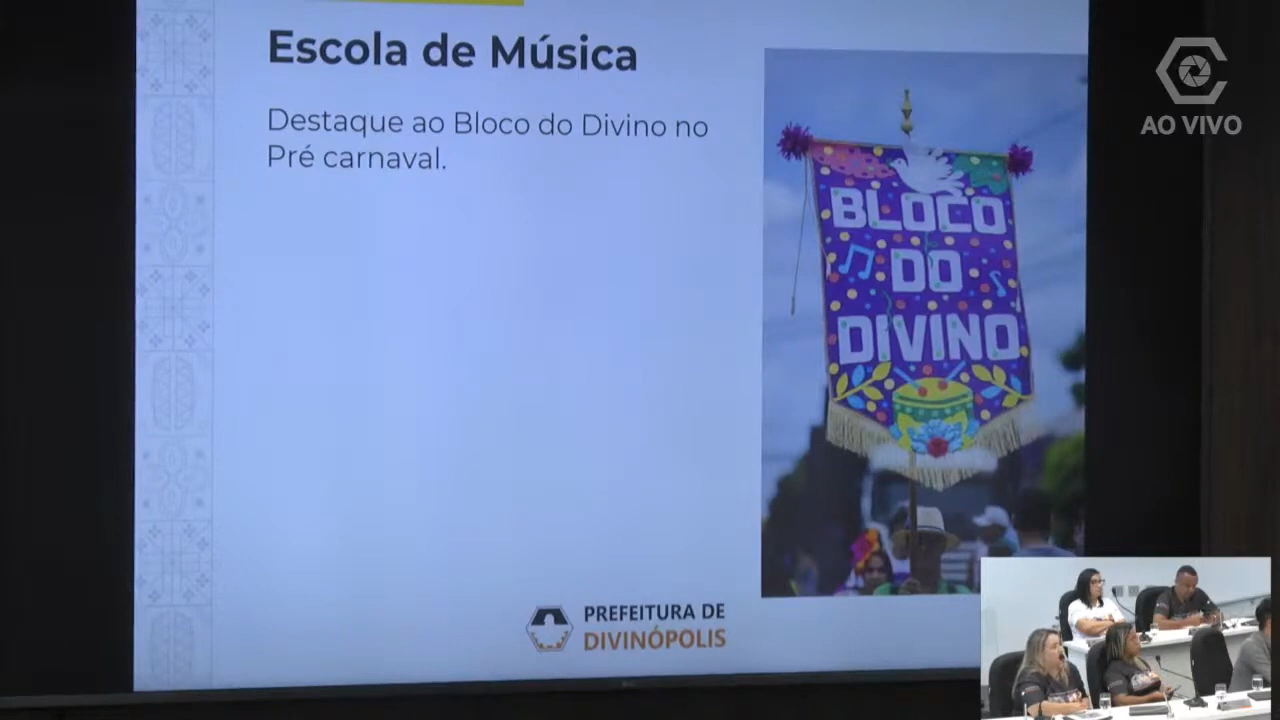 Escola de Música
Destaque ao Bloco do Divino no
Pré carnaval.
AO VIVO
BLOCO
DO
DIVINO
PREFEITURA DE
DIVINÓPOLIS